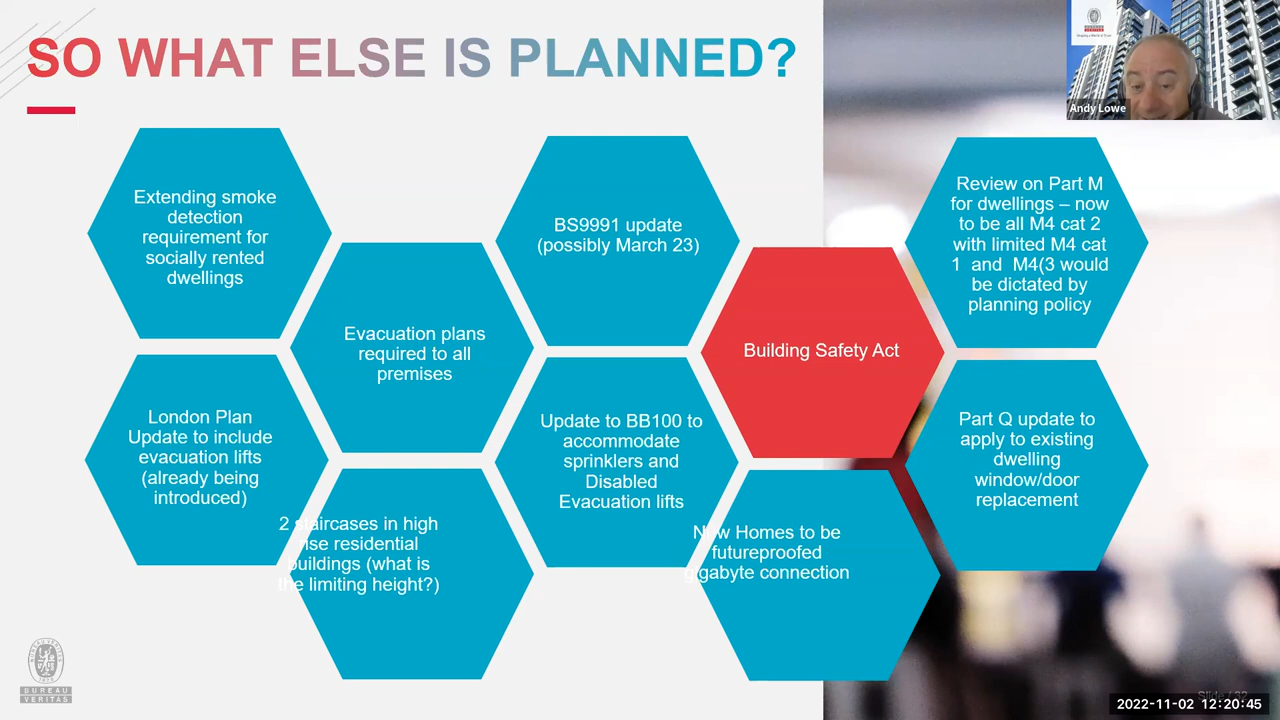 SO WHAT ELSE IS PLANNED?
Andy Lowe
Extending smoke
detection
requirement for
socially rented
dwellings
Evacuation plans
required to all
premises
BS9991 update
(possibly March 23)
Building Safety Act
Review on Part M
for dwellings – now
to be all M4 cat 2
with limited M4 cat
1 and M4(3 would
be dictated by
planning policy
London Plan
Update to include
evacuation lifts
(already being
introduced)
2 staircases in high
rise residential
buildings (what is
the limiting height?)
Update to BB100 to
accommodate
sprinklers and
Disabled
Evacuation lifts
New Homes to be
futureproofed
gigabyte connection
Part Q update to
apply to existing
dwelling
window/door
replacement
BUREAU
VERITAS
Slide / 32
2022-11-02 12:20:45